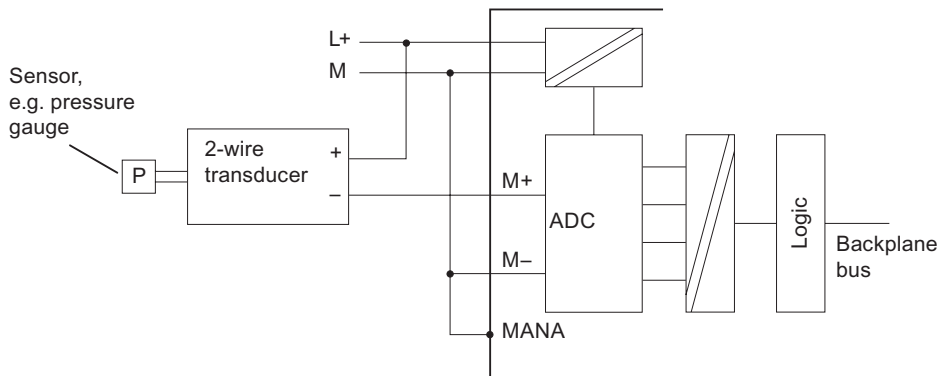 L+
M
Sensor,
e.g. pressure
gauge
P
2-wire
transducer
+
–
M+
ADC
M–
MANA
Logic
Backplane
bus